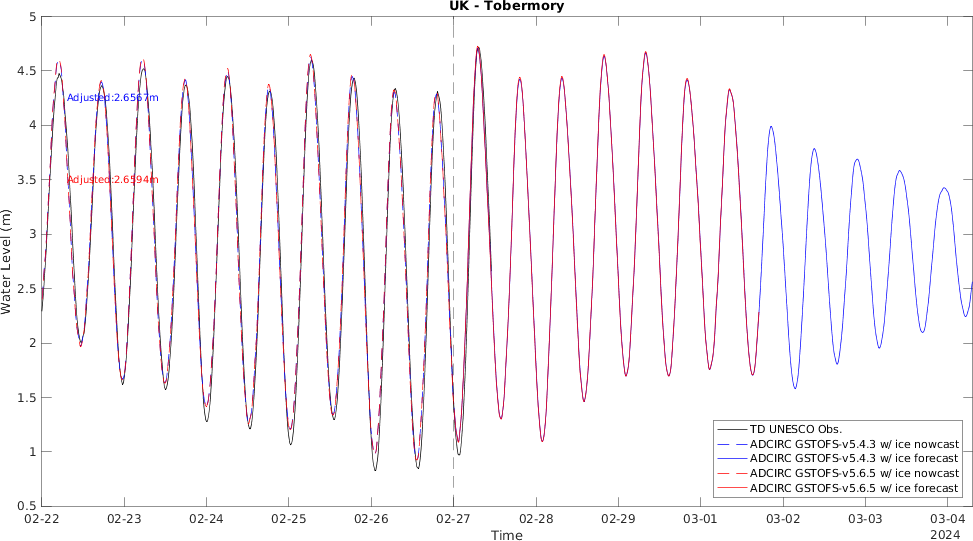 UK - Tobermory
5
4.5
4
3.5
3
2.5
2
1.5
1
0.5
Water Level (m)
Adjusted:2.6567m
Adjusted:2.6594m
TD UNESCO Obs.
ADCIRC GSTOFS-v5.4.3 w/ ice nowcast
ADCIRC GSTOFS-v5.4.3 w/ ice forecast
ADCIRC GSTOFS-v5.6.5 w/ ice nowcast
ADCIRC GSTOFS-v5.6.5 w/ ice forecast
02-22 02-23 02-24 02-25 02-26 02-27 02-28 02-29 03-01 03-02 03-03 03-04
Time 2024